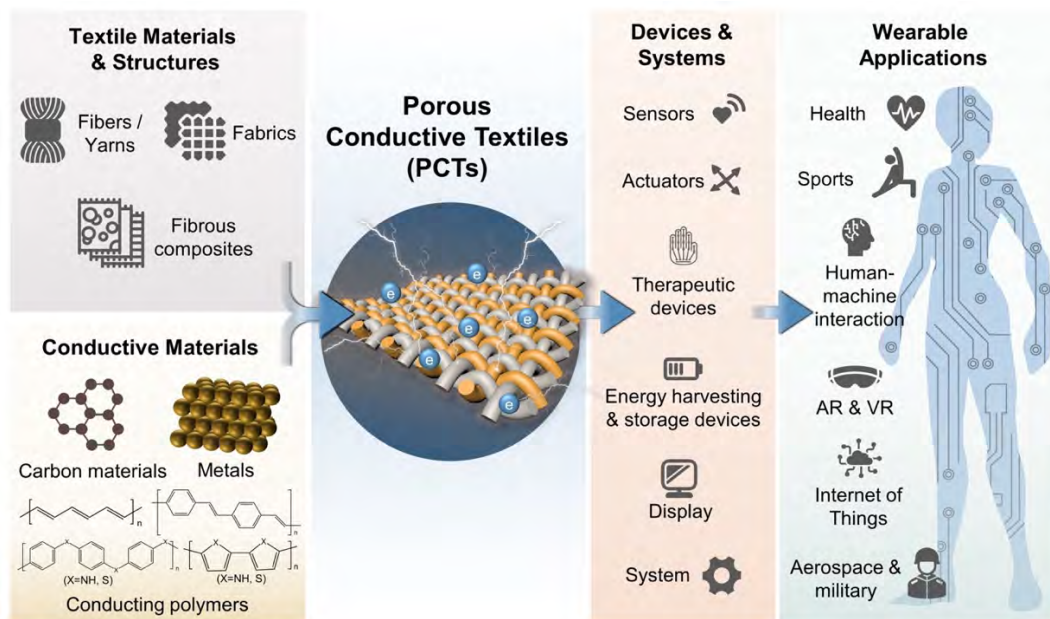 Textile Materials
& Structures
Fibers /
Yarns
Fabrics
Fibrous
composites
Conductive Materials
Carbon materials
Metals
n
n
X
X
X
n
(X=NH, S)
X
X
n
(X=NH, S)
Conducting polymers
Porous
Conductive Textiles
(PCTs)
e
e
e
e
e
e
Devices &
Systems
Sensors
Actuators
Therapeutic
devices
Energy harvesting
& storage devices
Display
System
Wearable
Applications
Health
Sports
Human-
machine
interaction
AR & VR
Internet of
Things
Aerospace &
military